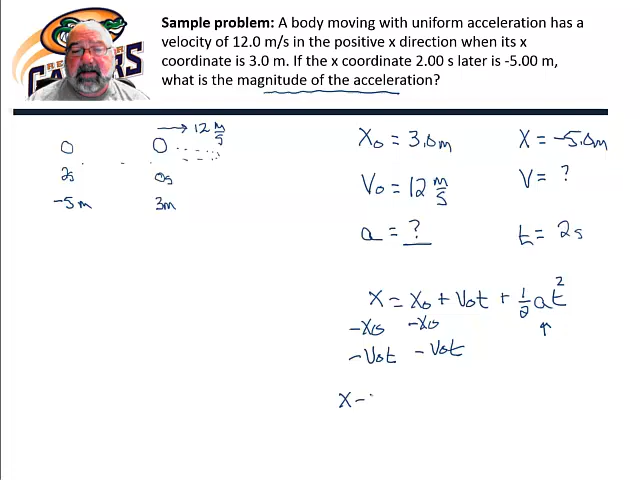 Sample problem: A body moving with uniform acceleration has a
velocity of 12.0 m/s in the positive x direction when its x
coordinate is 3.0 m. If the x coordinate 2.00 s later is -5.00 m,
what is the magnitude of the acceleration?
12 m/s
2s 0s
-5m 3m
X₀ = 3.0m X = -5.0m
V₀ = 12 m/s V = ?
a = ? t = 2s
X = X₀ + V₀t + 1/2 at²
-X₀ -X₀
-V₀t -V₀t
X -